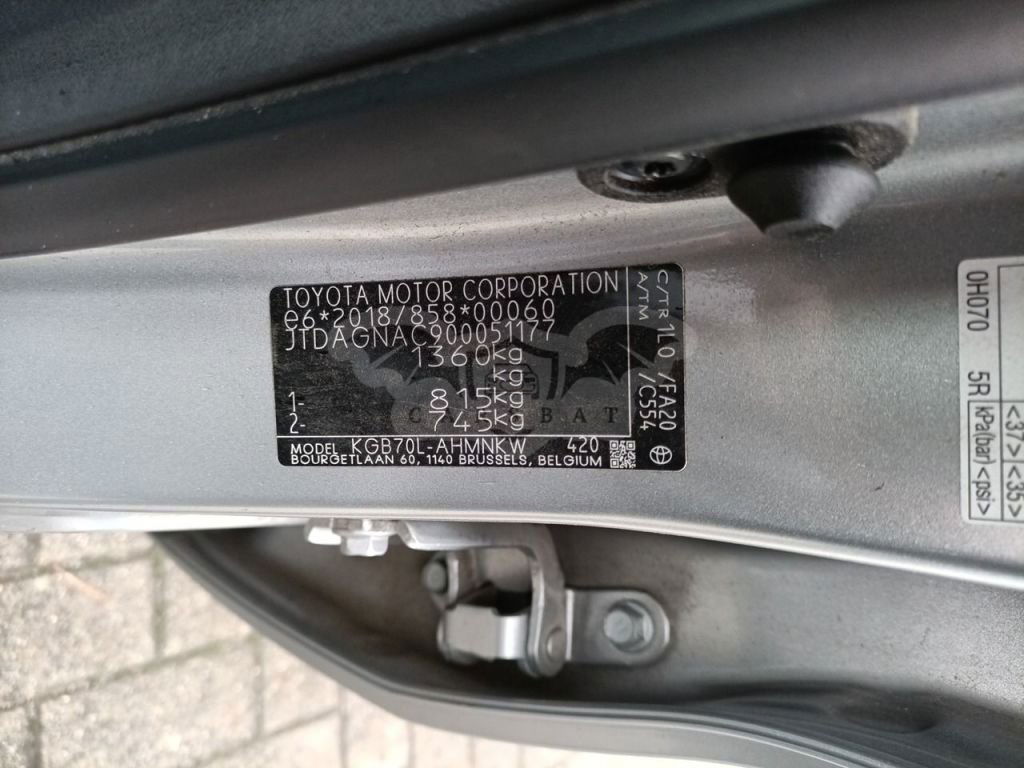 TOYOTA MOTOR CORPORATION
e6*2018/858*00060
JTDAGNAC900051177
1360kg
kg
1- 815kg
2- 745kg
MODEL KGB70L-AHMNKW 420
BOURGETLAAN 60, 1140 BRUSSELS, BELGIUM
C/TR 1L0 /FA20
A/TM /C554
CARBAT
0H070 5R
kPa(bar)<psi>
<37> <35>